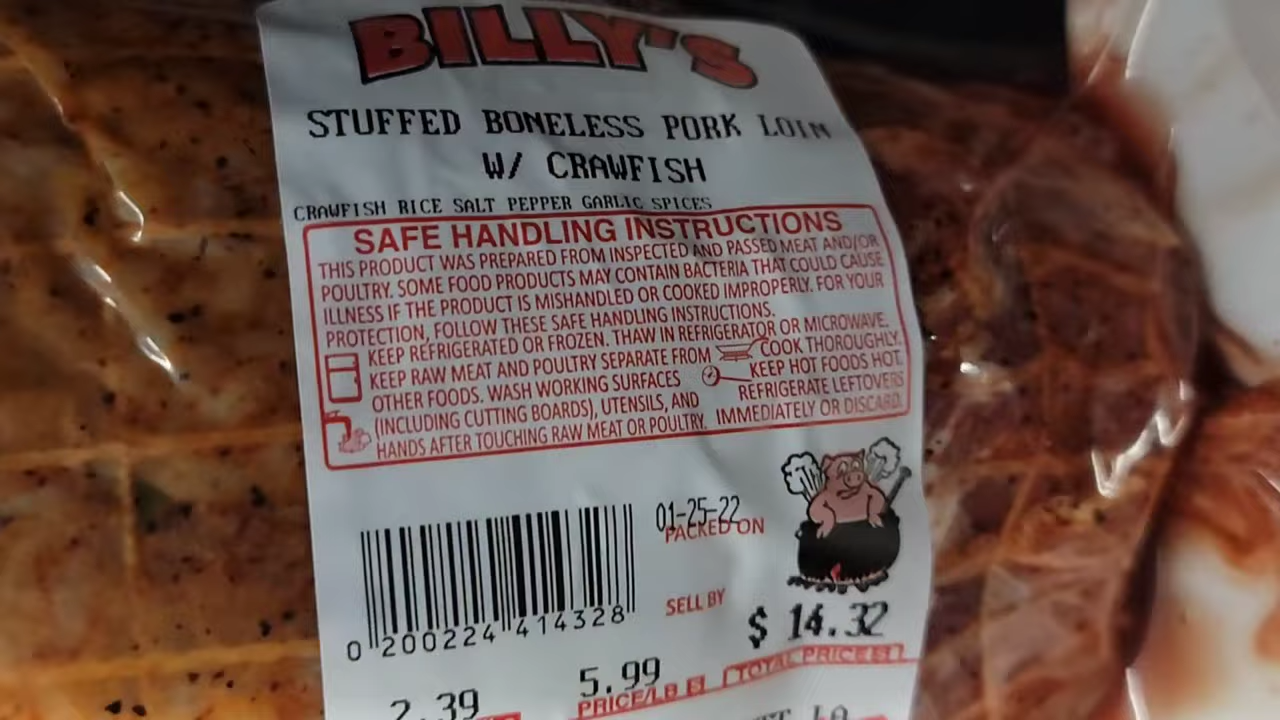 BILLY'S
STUFFED BONELESS PORK LOIN
W/ CRAWFISH
CRAWFISH RICE SALT PEPPER GARLIC SPICES
SAFE HANDLING INSTRUCTIONS
THIS PRODUCT WAS PREPARED FROM INSPECTED AND PASSED MEAT AND/OR
POULTRY. SOME FOOD PRODUCTS MAY CONTAIN BACTERIA THAT COULD CAUSE
ILLNESS IF THE PRODUCT IS MISHANDLED OR COOKED IMPROPERLY. FOR YOUR
PROTECTION, FOLLOW THESE SAFE HANDLING INSTRUCTIONS.
KEEP REFRIGERATED OR FROZEN. THAW IN REFRIGERATOR OR MICROWAVE.
KEEP RAW MEAT AND POULTRY SEPARATE FROM
OTHER FOODS. WASH WORKING SURFACES
(INCLUDING CUTTING BOARDS), UTENSILS, AND
HANDS AFTER TOUCHING RAW MEAT OR POULTRY.
COOK THOROUGHLY.
KEEP HOT FOODS HOT.
REFRIGERATE LEFTOVERS
IMMEDIATELY OR DISCARD.
01-25-22
PACKED ON
SELL BY
0 200224 414328
$ 14.32
TOTAL PRICE $
5.99
PRICE/LB $
2.39